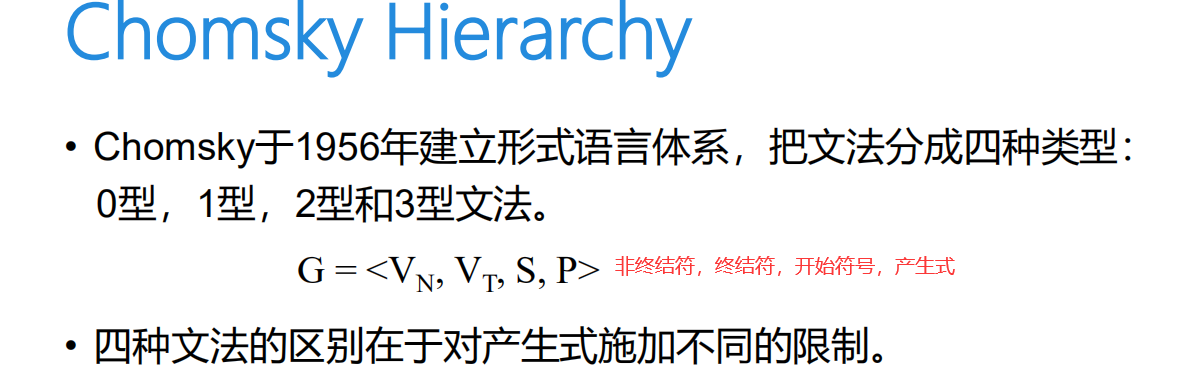 Chomsky Hierarchy
• Chomsky于1956年建立形式语言体系，把文法分成四种类型：
0型，1型，2型和3型文法。
G = <V_N, V_T, S, P> 非终结符，终结符，开始符号，产生式
• 四种文法的区别在于对产生式施加不同的限制。